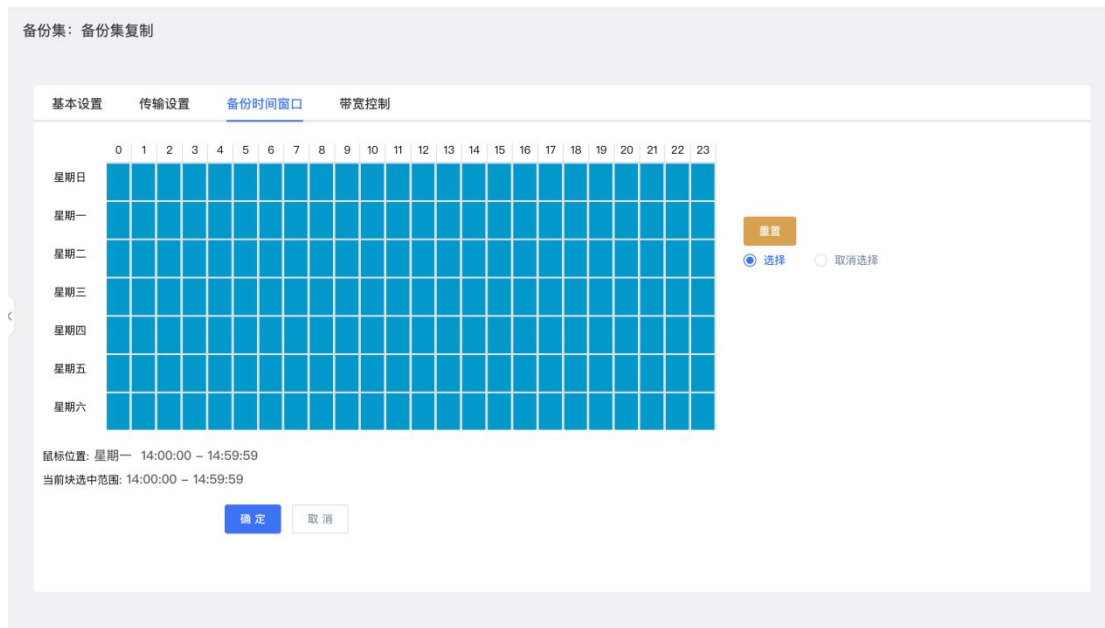 备份集：备份集复制
基本设置 传输设置 备份时间窗口 带宽控制
0 1 2 3 4 5 6 7 8 9 10 11 12 13 14 15 16 17 18 19 20 21 22 23
星期日
星期一
重置
星期二
选择 取消选择
星期三
星期四
星期五
星期六
鼠标位置: 星期一 14:00:00 – 14:59:59
当前块选中范围: 14:00:00 – 14:59:59
确定 取消